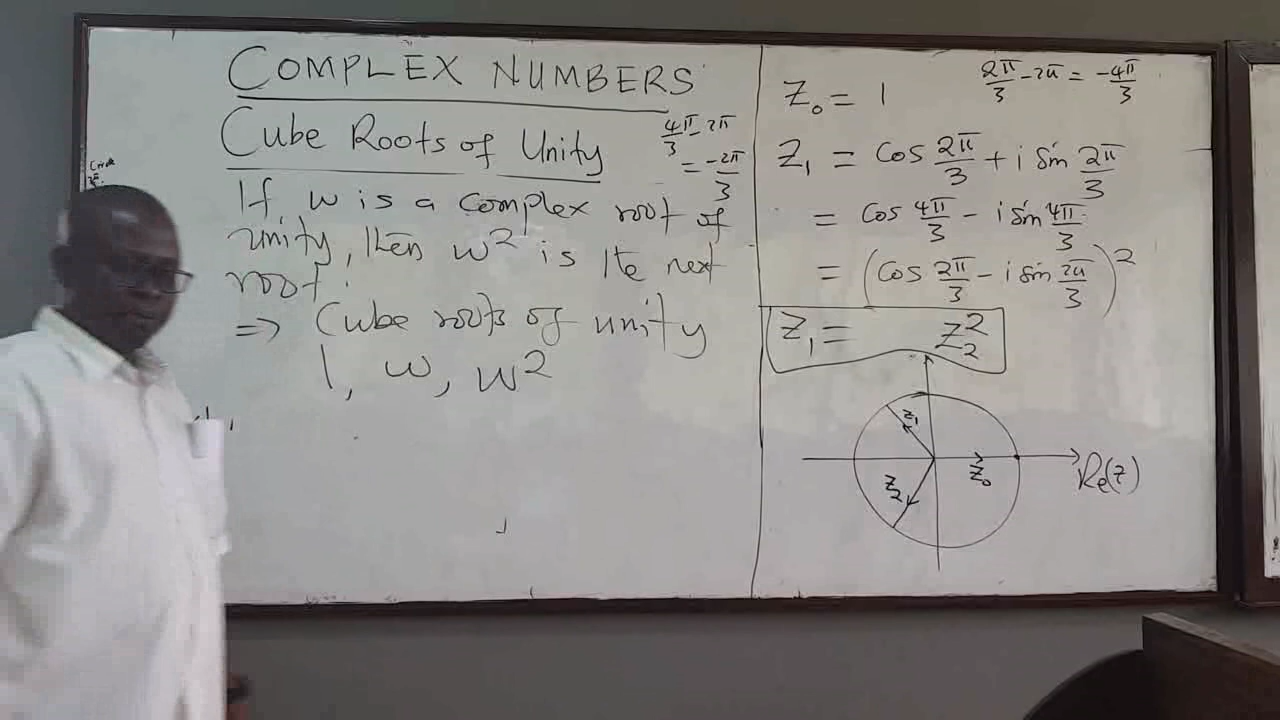 COMPLEX NUMBERS
Cube Roots of Unity
4π/3 - 2π
= -2π/3
If w is a complex root of
unity, then w² is the next
root.
⇒ Cube roots of unity
1, w, w²
Z₀ = 1
2π/3 - 2π = -4π/3
Z₁ = Cos 2π/3 + i sin 2π/3
= Cos 4π/3 - i sin 4π/3
= (Cos 2π/3 - i sin 2π/3)²
Z₁ = Z₂²
Z₁
Z₂
Z₀
Re(z)